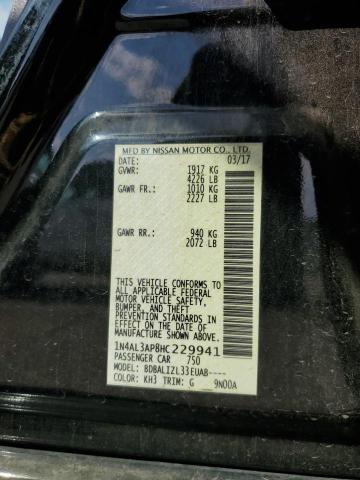 MFD BY NISSAN MOTOR CO., LTD.
DATE: 03/17
GVWR: 1917 KG
4226 LB
GAWR FR.: 1010 KG
2227 LB
GAWR RR.: 940 KG
2072 LB
THIS VEHICLE CONFORMS TO
ALL APPLICABLE FEDERAL
MOTOR VEHICLE SAFETY,
BUMPER, AND THEFT
PREVENTION STANDARDS IN
EFFECT ON THE DATE OF
MANUFACTURE SHOWN ABOVE.
1N4AL3AP8HC229941
PASSENGER CAR 750
MODEL: BDBALIZL33EUAB-----
COLOR: KH3 TRIM: G 9N00A